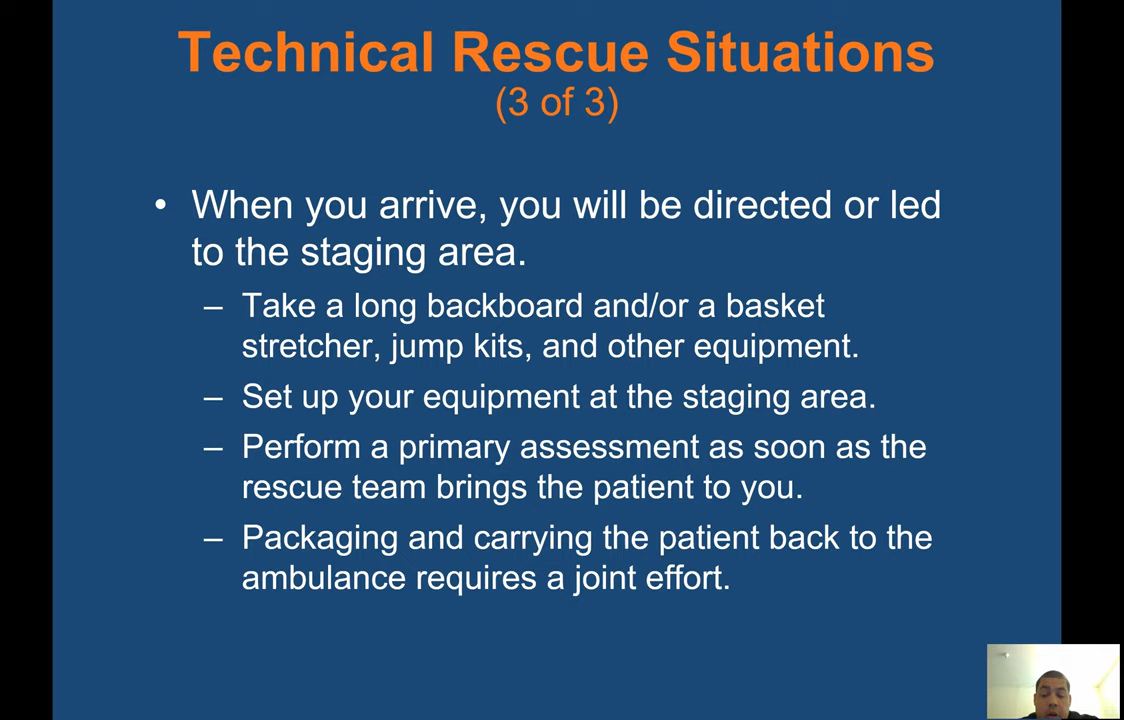 Technical Rescue Situations
(3 of 3)
• When you arrive, you will be directed or led
to the staging area.
– Take a long backboard and/or a basket
stretcher, jump kits, and other equipment.
– Set up your equipment at the staging area.
– Perform a primary assessment as soon as the
rescue team brings the patient to you.
– Packaging and carrying the patient back to the
ambulance requires a joint effort.